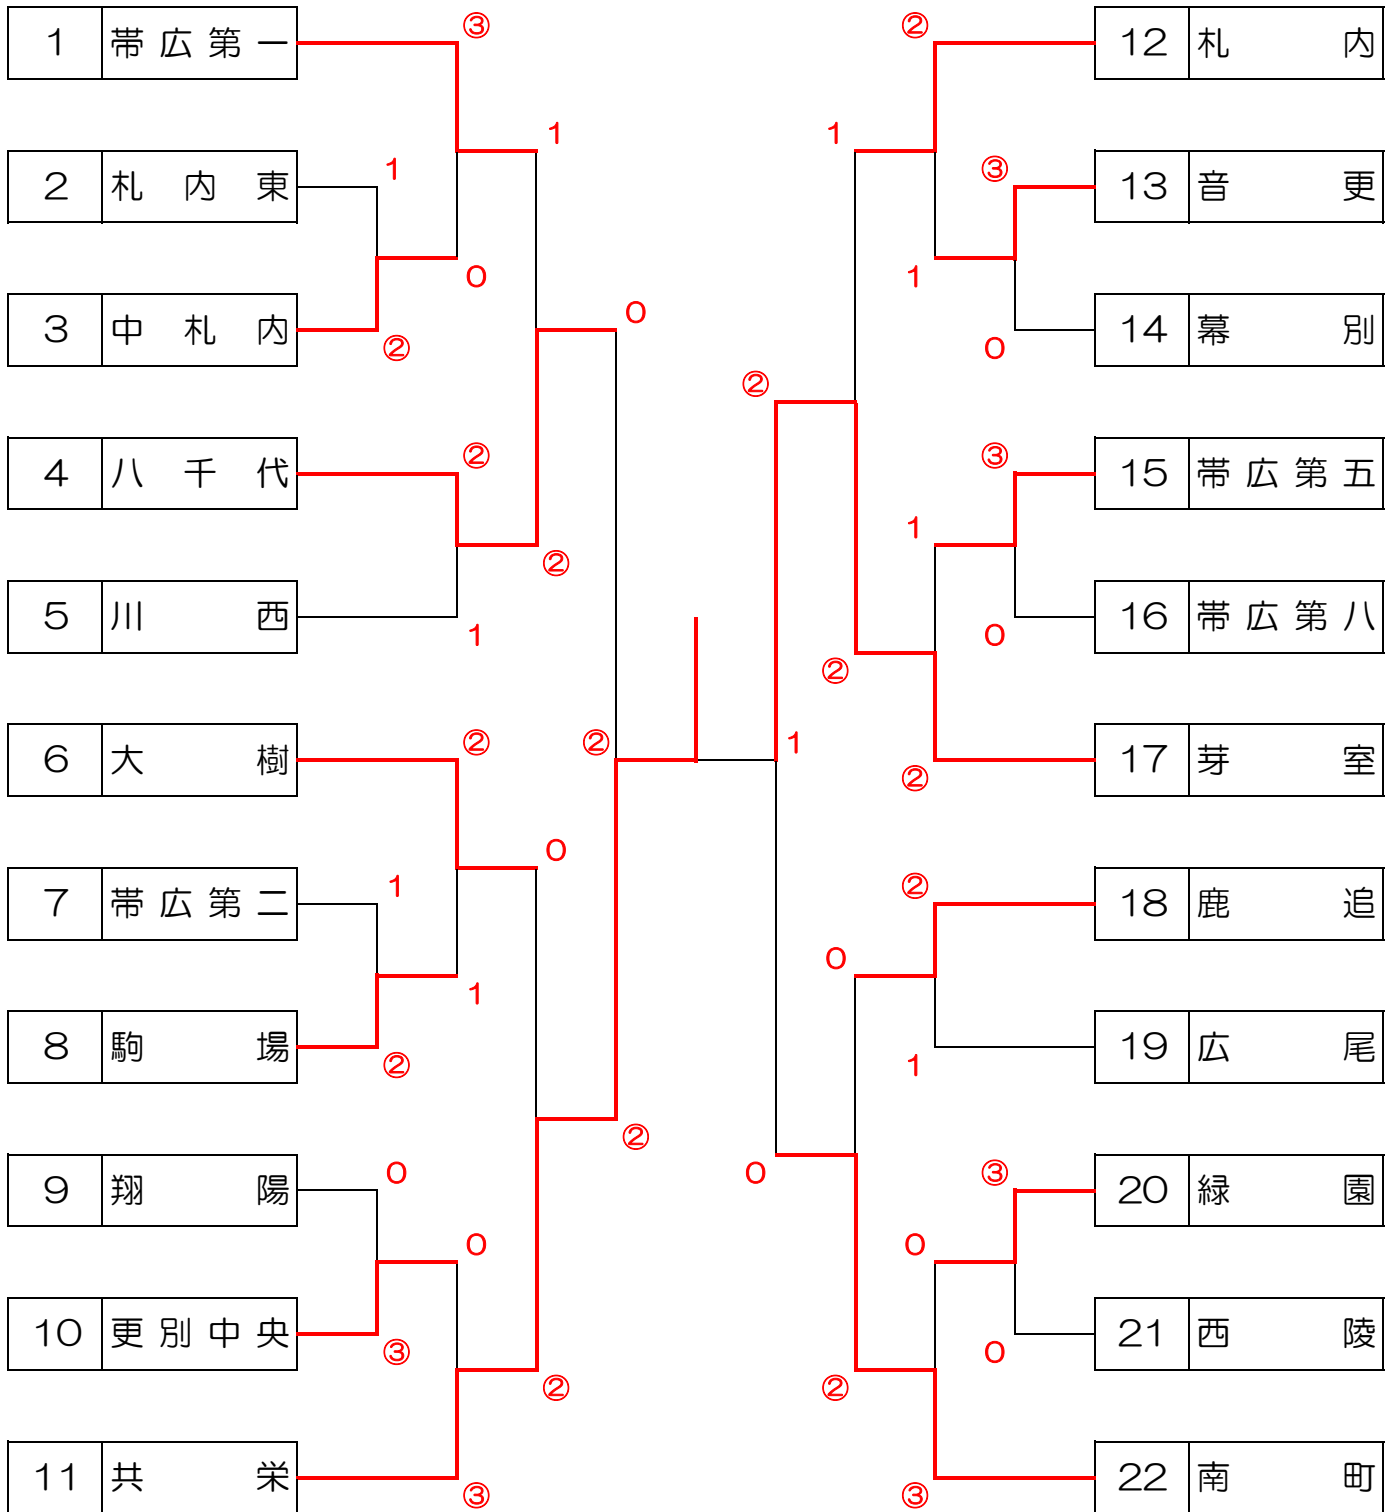 ③ ②
1 帯広第一 12 札内
1 1
1 ③
2 札内東 13 音更
0 1
0
3 中札内 14 幕別
② 0
②
② ③
4 八千代 15 帯広第五
1
②
5 川西 16 帯広第八
1 0
②
② ② 1
6 大樹 17 芽室
②
0
1 ②
7 帯広第二 18 鹿追
0
1
8 駒場 19 広尾
② 1
②
0 0 ③
9 翔陽 20 緑園
0 0
10 更別中央 21 西陵
③ 0
② ②
11 共栄 22 南町
③ ③